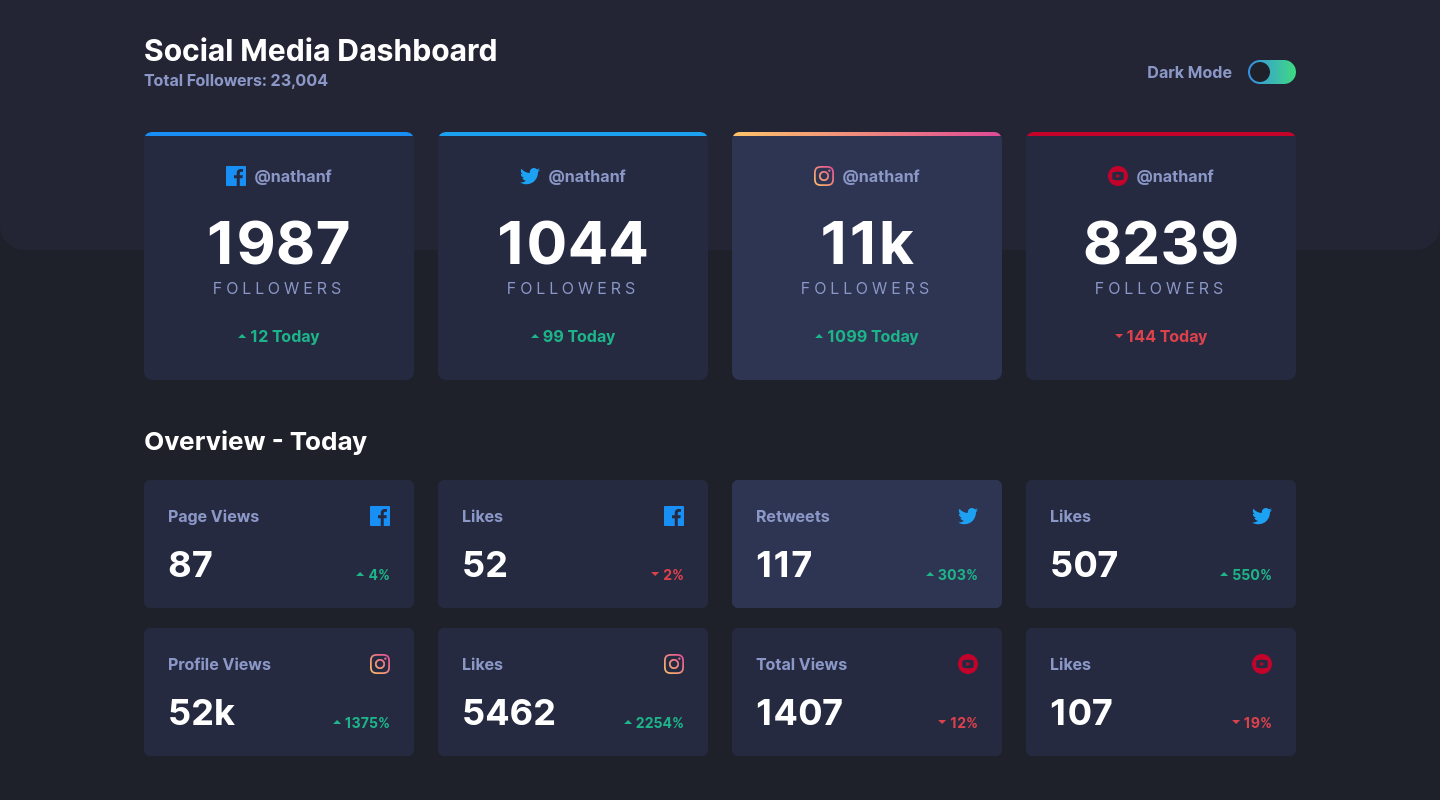 Social Media Dashboard
Total Followers: 23,004
Dark Mode
@nathanf
1987
FOLLOWERS
12 Today
@nathanf
1044
FOLLOWERS
99 Today
@nathanf
11k
FOLLOWERS
1099 Today
@nathanf
8239
FOLLOWERS
144 Today
Overview - Today
Page Views
87
4%
Likes
52
2%
Retweets
117
303%
Likes
507
550%
Profile Views
52k
1375%
Likes
5462
2254%
Total Views
1407
12%
Likes
107
19%